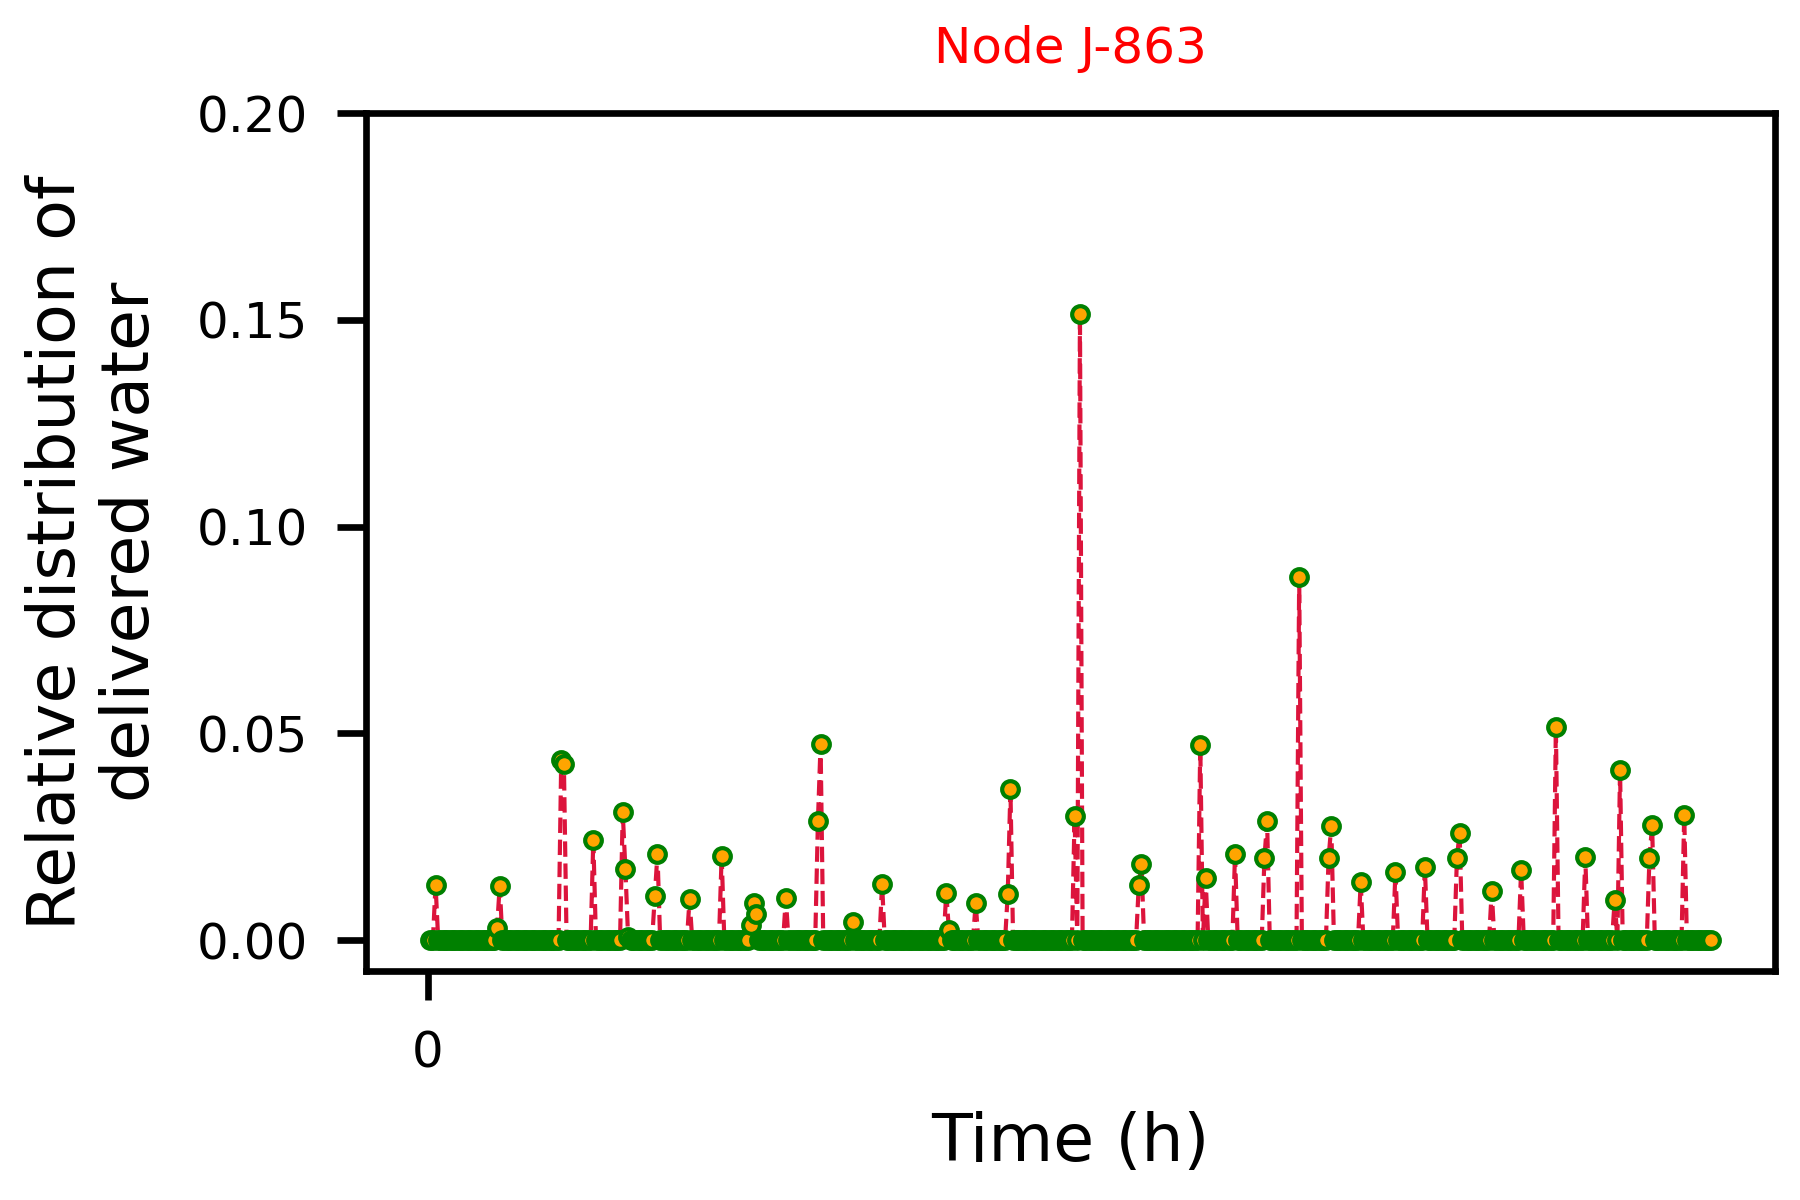 Node J-863
0.20
0.15
0.10
0.05
0.00
Relative distribution of
delivered water
0
Time (h)